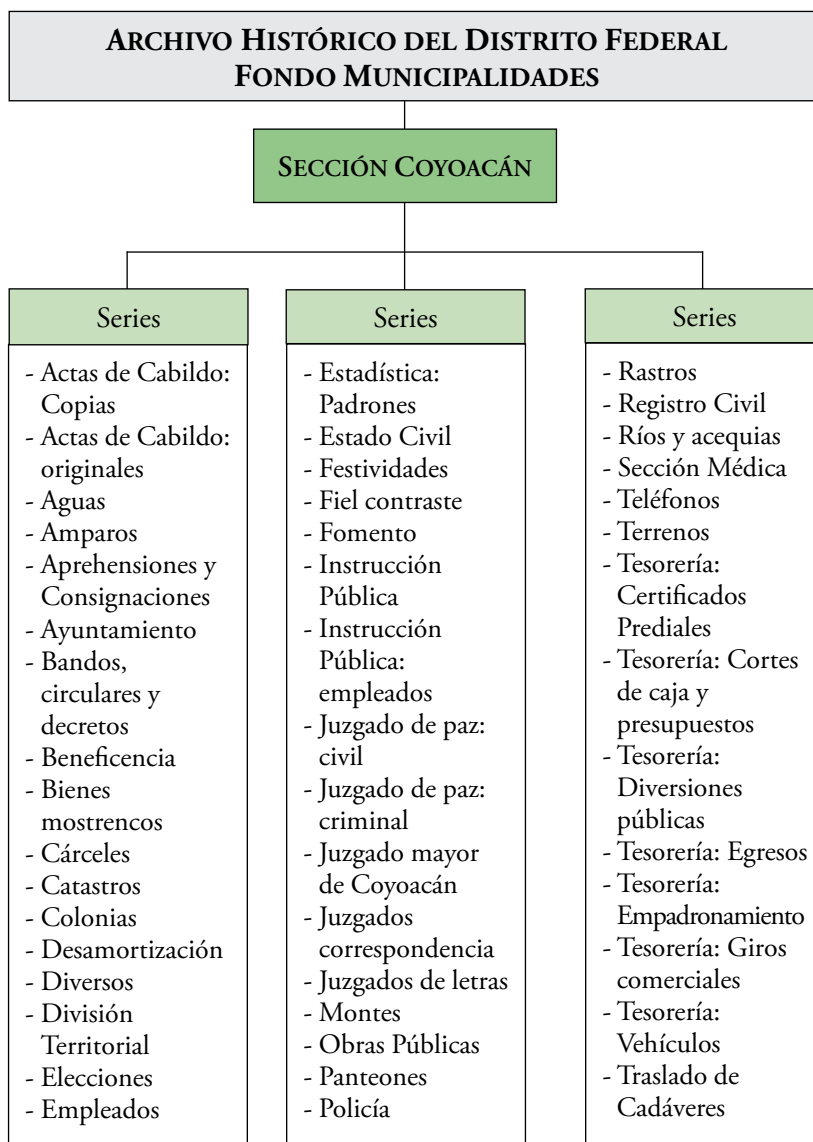 ARCHIVO HISTÓRICO DEL DISTRITO FEDERAL
FONDO MUNICIPALIDADES
SECCIÓN COYOACÁN
Series
- Actas de Cabildo:
Copias
- Actas de Cabildo:
originales
- Aguas
- Amparos
- Aprehensiones y
Consignaciones
- Ayuntamiento
- Bandos,
circulares y
decretos
- Beneficencia
- Bienes
mostrencos
- Cárceles
- Catastros
- Colonias
- Desamortización
- Diversos
- División
Territorial
- Elecciones
- Empleados
Series
- Estadística:
Padrones
- Estado Civil
- Festividades
- Fiel contraste
- Fomento
- Instrucción
Pública
- Instrucción
Pública:
empleados
- Juzgado de paz:
civil
- Juzgado de paz:
criminal
- Juzgado mayor
de Coyoacán
- Juzgados
correspondencia
- Juzgados de letras
- Montes
- Obras Públicas
- Panteones
- Policía
Series
- Rastros
- Registro Civil
- Ríos y acequias
- Sección Médica
- Teléfonos
- Terrenos
- Tesorería:
Certificados
Prediales
- Tesorería: Cortes
de caja y
presupuestos
- Tesorería:
Diversiones
públicas
- Tesorería: Egresos
- Tesorería:
Empadronamiento
- Tesorería: Giros
comerciales
- Tesorería:
Vehículos
- Traslado de
Cadáveres